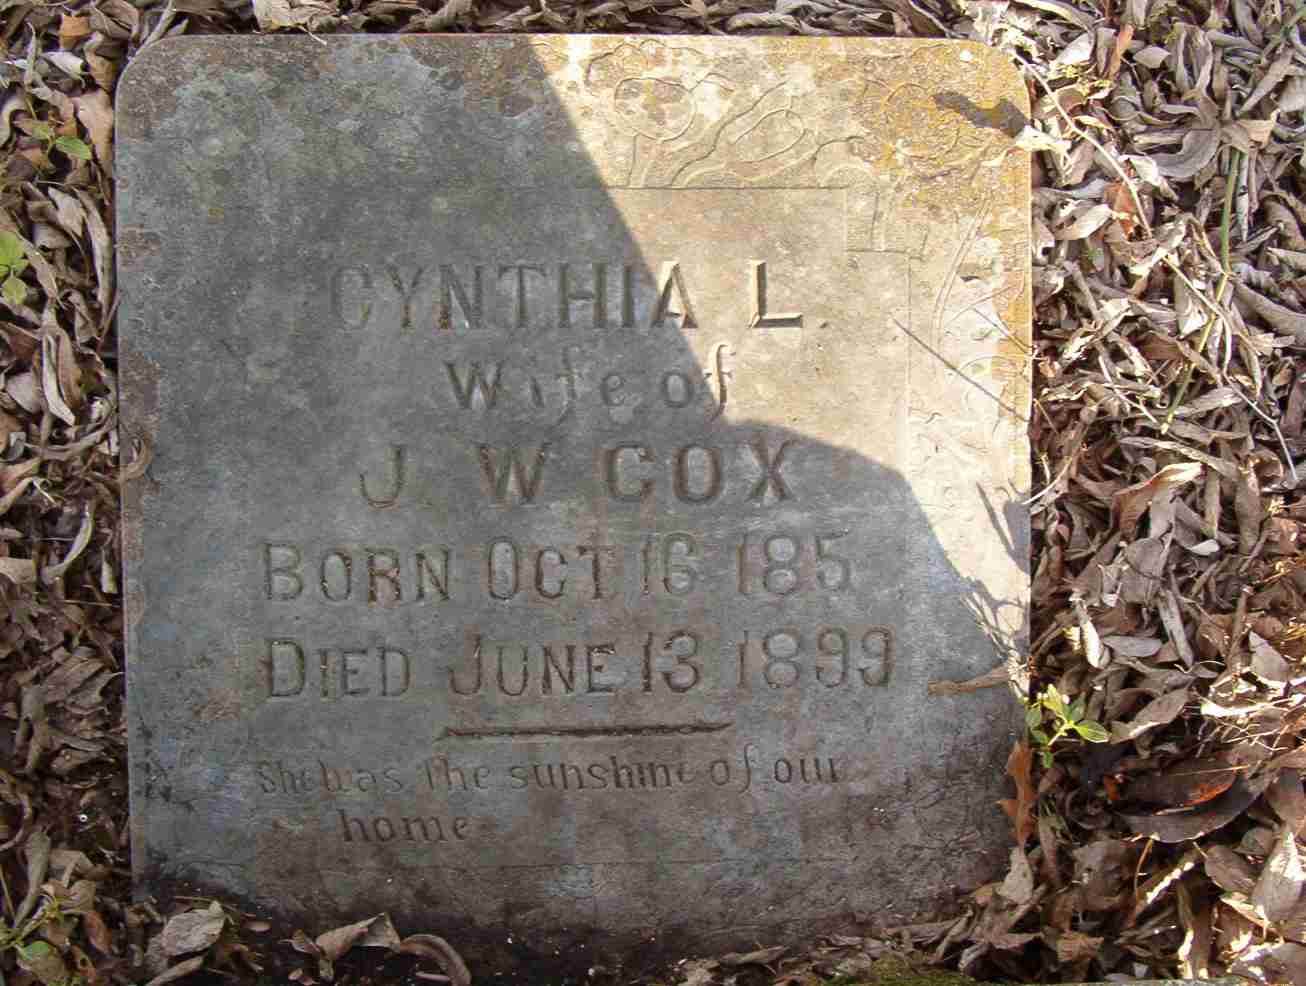 CYNTHIA L.
Wife of
J. W COX
BORN OCT 16 185
DIED JUNE 13 1899
She was the sunshine of our
home